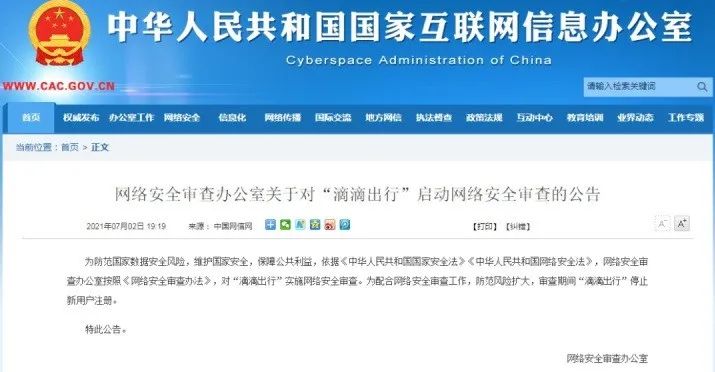 中华人民共和国国家互联网信息办公室
Cyberspace Administration of China
WWW.CAC.GOV.CN
请输入检索关键词
首页 权威发布 办公室工作 网络安全 信息化 网络传播 国际交流 地方网信 执法督查 政策法规 互动中心 教育培训 业界动态 工作专题
当前位置：首页 > 正文
网络安全审查办公室关于对“滴滴出行”启动网络安全审查的公告
2021年07月02日 19:19 来源： 中国网信网 【打印】【纠错】 A- A+
为防范国家数据安全风险，维护国家安全，保障公共利益，依据《中华人民共和国国家安全法》《中华人民共和国网络安全法》，网络安全审
查办公室按照《网络安全审查办法》，对“滴滴出行”实施网络安全审查。为配合网络安全审查工作，防范风险扩大，审查期间“滴滴出行”停止
新用户注册。
特此公告。
网络安全审查办公室